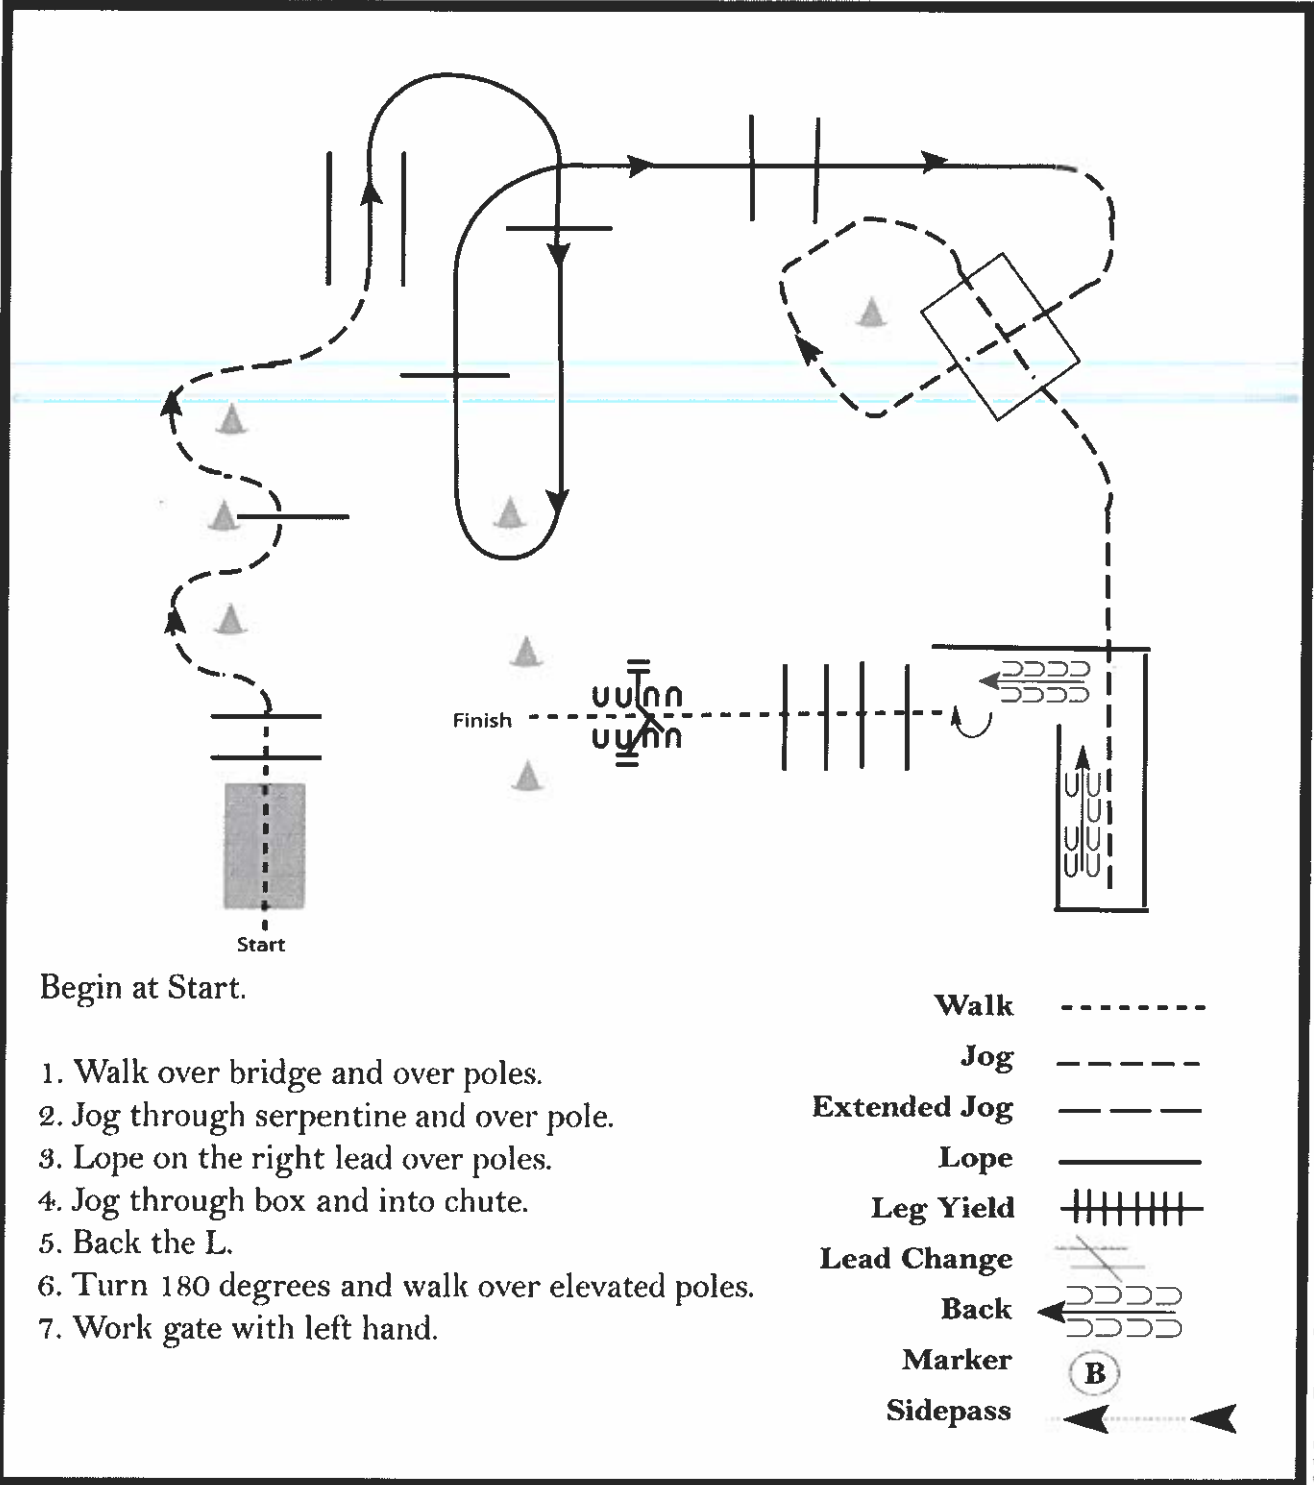 Finish
Start
Begin at Start.
1. Walk over bridge and over poles.
2. Jog through serpentine and over pole.
3. Lope on the right lead over poles.
4. Jog through box and into chute.
5. Back the L.
6. Turn 180 degrees and walk over elevated poles.
7. Work gate with left hand.
Walk
Jog
Extended Jog
Lope
Leg Yield
Lead Change
Back
Marker B
Sidepass